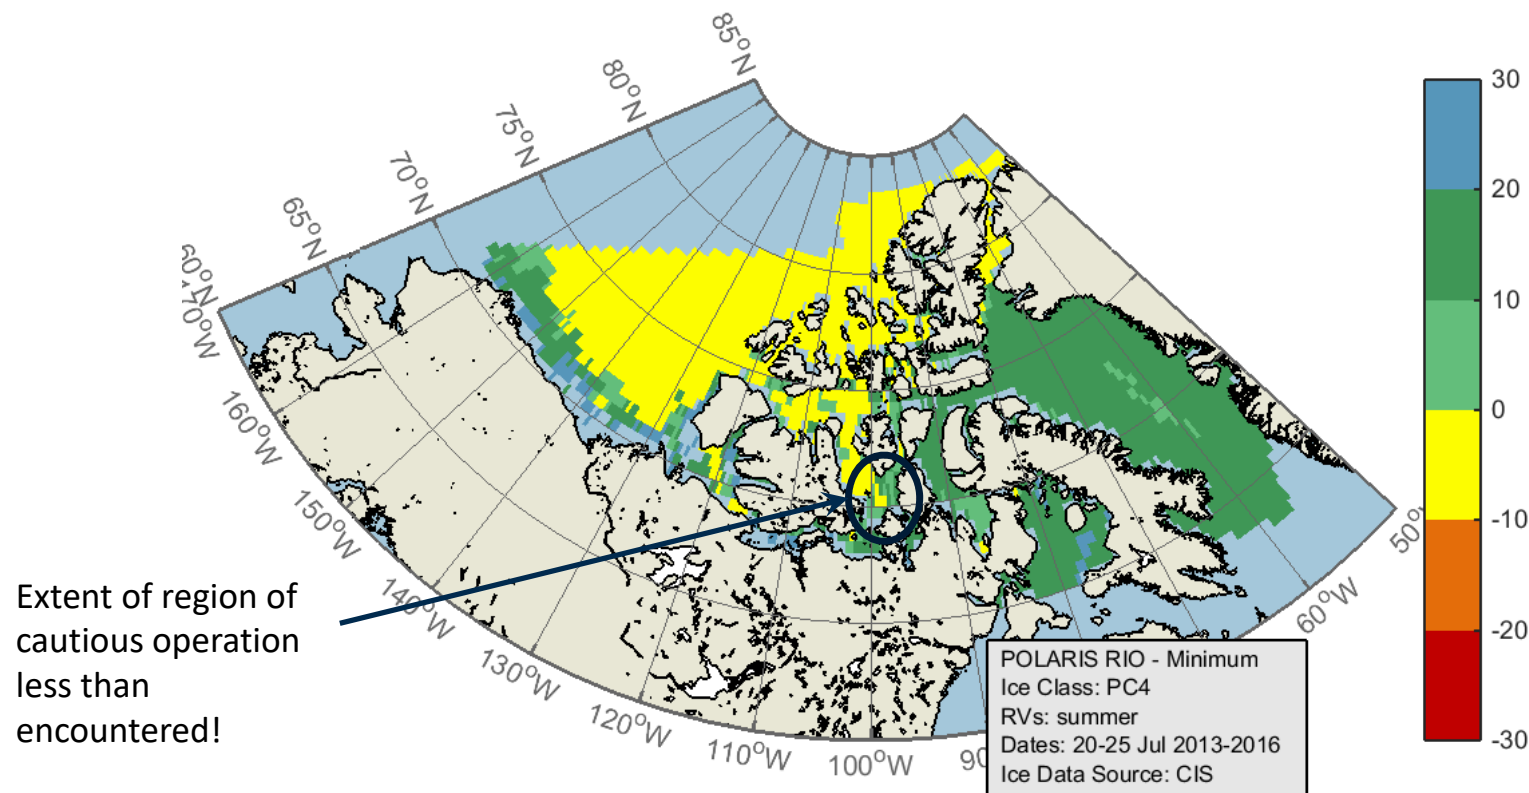 85°N
80°N
75°N
70°N
65°N
60°N
170°W
160°W
150°W
140°W
130°W
120°W
110°W
100°W
90
60°W
50°
30
20
10
0
-10
-20
-30
Extent of region of
cautious operation
less than
encountered!
POLARIS RIO - Minimum
Ice Class: PC4
RVs: summer
Dates: 20-25 Jul 2013-2016
Ice Data Source: CIS